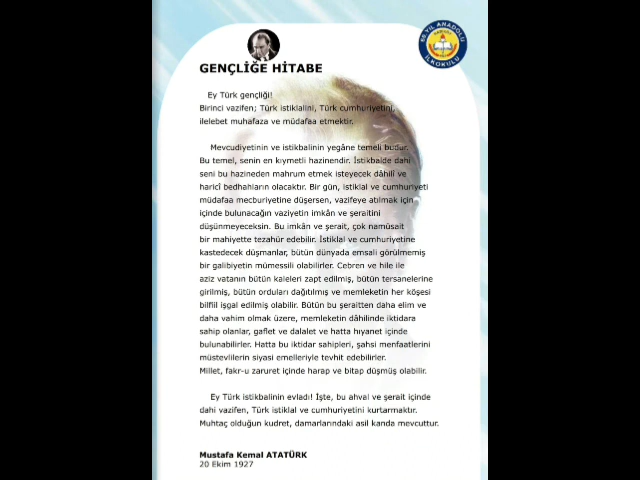 GENÇLİĞE HİTABE
Ey Türk gençliği!
Birinci vazifen; Türk istiklalini, Türk cumhuriyetini,
ilelebet muhafaza ve müdafaa etmektir.
Mevcudiyetinin ve istikbalinin yegâne temeli budur.
Bu temel, senin en kıymetli hazinendir. İstikbalde dahi
seni bu hazineden mahrum etmek isteyecek dâhilî ve
haricî bedhahların olacaktır. Bir gün, istiklal ve cumhuriyeti
müdafaa mecburiyetine düşersen, vazifeye atılmak için
içinde bulunacağın vaziyetin imkân ve şeraitini
düşünmeyeceksin. Bu imkân ve şerait, çok namüsait
bir mahiyette tezahür edebilir. İstiklal ve cumhuriyetine
kastedecek düşmanlar, bütün dünyada emsali görülmemiş
bir galibiyetin mümessili olabilirler. Cebren ve hile ile
aziz vatanın bütün kaleleri zapt edilmiş, bütün tersanelerine
girilmiş, bütün orduları dağıtılmış ve memleketin her köşesi
bilfiil işgal edilmiş olabilir. Bütün bu şeraitten daha elim ve
daha vahim olmak üzere, memleketin dâhilinde iktidara
sahip olanlar, gaflet ve dalalet ve hatta hıyanet içinde
bulunabilirler. Hatta bu iktidar sahipleri, şahsi menfaatlerini
müstevlilerin siyasi emelleriyle tevhit edebilirler.
Millet, fakr-u zaruret içinde harap ve bitap düşmüş olabilir.
Ey Türk istikbalinin evladı! İşte, bu ahval ve şerait içinde
dahi vazifen, Türk istiklal ve cumhuriyetini kurtarmaktır.
Muhtaç olduğun kudret, damarlarındaki asil kanda mevcuttur.
Mustafa Kemal ATATÜRK
20 Ekim 1927
YIL ANADOLU
İLKOKULU